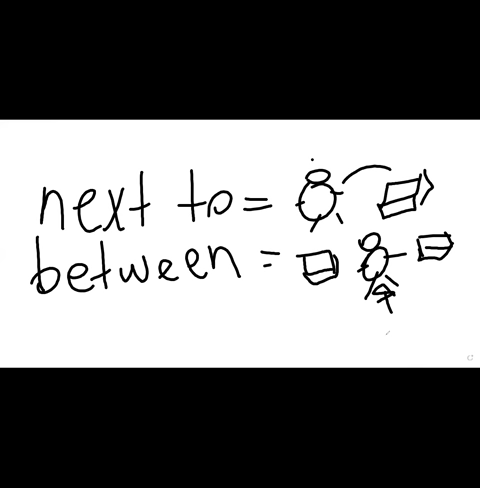 next to =
between =